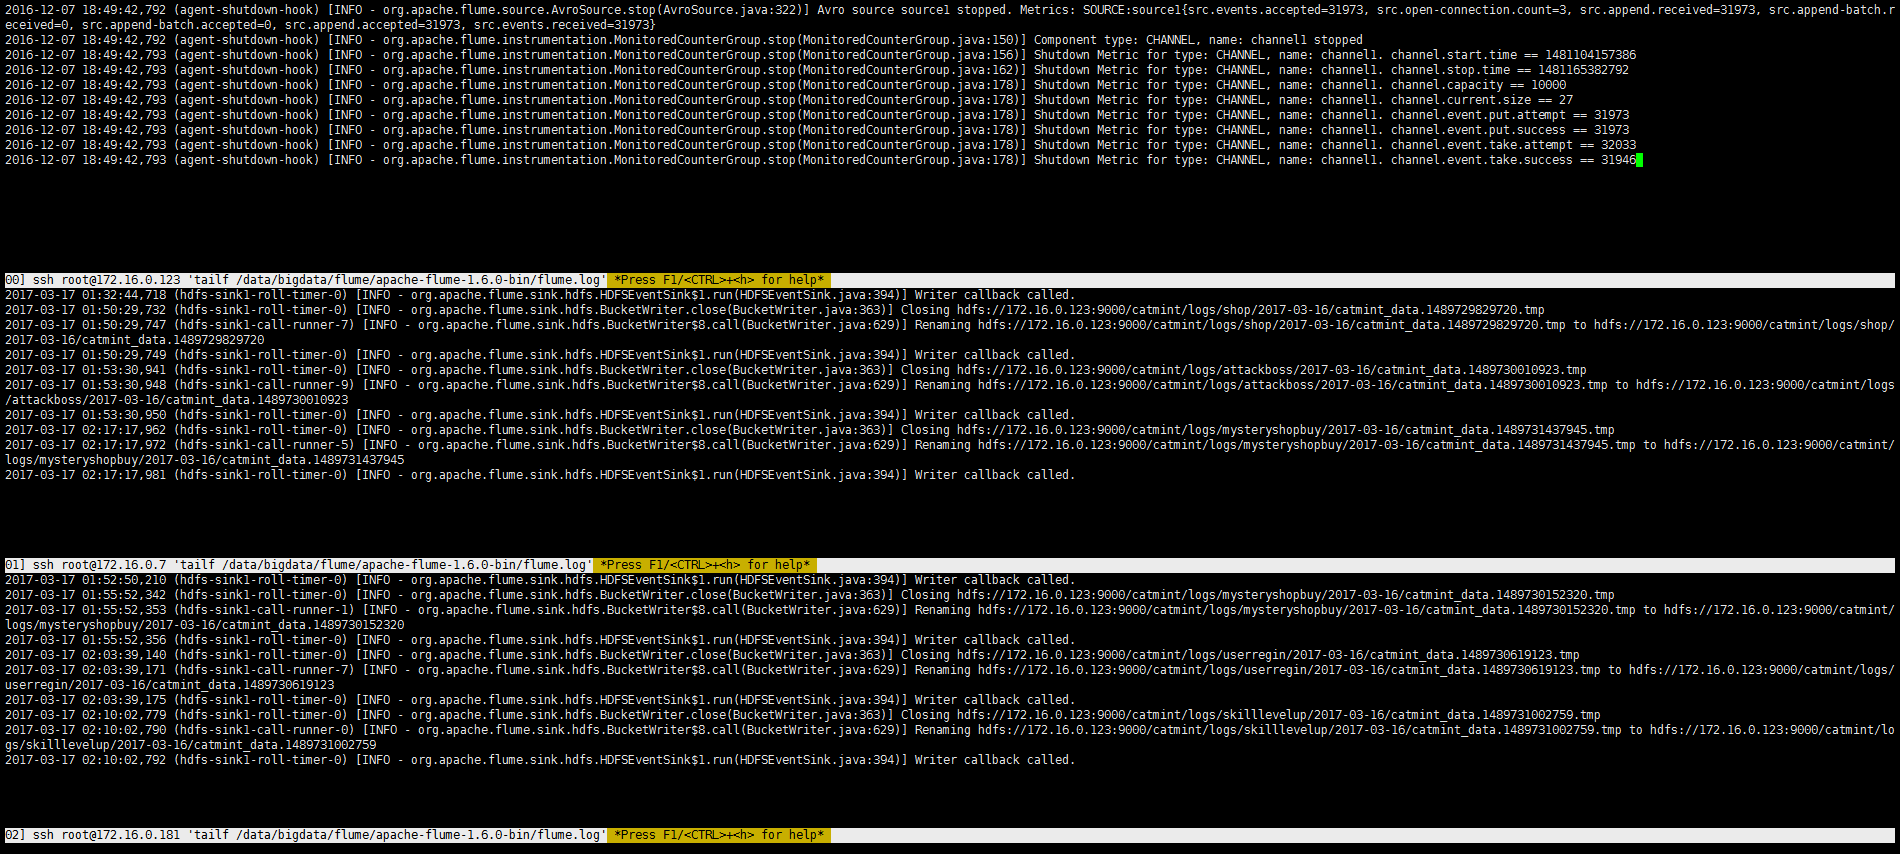 2016-12-07 18:49:42,792 (agent-shutdown-hook) [INFO - org.apache.flume.source.AvroSource.stop(AvroSource.java:322)] Avro source source1 stopped. Metrics: SOURCE:source1{src.events.accepted=31973, src.open-connection.count=3, src.append.received=31973, src.append-batch.r
eceived=0, src.append-batch.accepted=0, src.append.accepted=31973, src.events.received=31973}
2016-12-07 18:49:42,792 (agent-shutdown-hook) [INFO - org.apache.flume.instrumentation.MonitoredCounterGroup.stop(MonitoredCounterGroup.java:150)] Component type: CHANNEL, name: channel1 stopped
2016-12-07 18:49:42,793 (agent-shutdown-hook) [INFO - org.apache.flume.instrumentation.MonitoredCounterGroup.stop(MonitoredCounterGroup.java:156)] Shutdown Metric for type: CHANNEL, name: channel1. channel.start.time == 1481104157386
2016-12-07 18:49:42,793 (agent-shutdown-hook) [INFO - org.apache.flume.instrumentation.MonitoredCounterGroup.stop(MonitoredCounterGroup.java:162)] Shutdown Metric for type: CHANNEL, name: channel1. channel.stop.time == 1481165382792
2016-12-07 18:49:42,793 (agent-shutdown-hook) [INFO - org.apache.flume.instrumentation.MonitoredCounterGroup.stop(MonitoredCounterGroup.java:178)] Shutdown Metric for type: CHANNEL, name: channel1. channel.capacity == 10000
2016-12-07 18:49:42,793 (agent-shutdown-hook) [INFO - org.apache.flume.instrumentation.MonitoredCounterGroup.stop(MonitoredCounterGroup.java:178)] Shutdown Metric for type: CHANNEL, name: channel1. channel.current.size == 27
2016-12-07 18:49:42,793 (agent-shutdown-hook) [INFO - org.apache.flume.instrumentation.MonitoredCounterGroup.stop(MonitoredCounterGroup.java:178)] Shutdown Metric for type: CHANNEL, name: channel1. channel.event.put.attempt == 31973
2016-12-07 18:49:42,793 (agent-shutdown-hook) [INFO - org.apache.flume.instrumentation.MonitoredCounterGroup.stop(MonitoredCounterGroup.java:178)] Shutdown Metric for type: CHANNEL, name: channel1. channel.event.put.success == 31973
2016-12-07 18:49:42,793 (agent-shutdown-hook) [INFO - org.apache.flume.instrumentation.MonitoredCounterGroup.stop(MonitoredCounterGroup.java:178)] Shutdown Metric for type: CHANNEL, name: channel1. channel.event.take.attempt == 32033
2016-12-07 18:49:42,793 (agent-shutdown-hook) [INFO - org.apache.flume.instrumentation.MonitoredCounterGroup.stop(MonitoredCounterGroup.java:178)] Shutdown Metric for type: CHANNEL, name: channel1. channel.event.take.success == 31946
00] ssh root@172.16.0.123 'tailf /data/bigdata/flume/apache-flume-1.6.0-bin/flume.log' *Press F1/<CTRL>+<h> for help*
2017-03-17 01:32:44,718 (hdfs-sink1-roll-timer-0) [INFO - org.apache.flume.sink.hdfs.HDFSEventSink$1.run(HDFSEventSink.java:394)] Writer callback called.
2017-03-17 01:50:29,732 (hdfs-sink1-roll-timer-0) [INFO - org.apache.flume.sink.hdfs.BucketWriter.close(BucketWriter.java:363)] Closing hdfs://172.16.0.123:9000/catmint/logs/shop/2017-03-16/catmint_data.1489729829720.tmp
2017-03-17 01:50:29,747 (hdfs-sink1-call-runner-7) [INFO - org.apache.flume.sink.hdfs.BucketWriter$8.call(BucketWriter.java:629)] Renaming hdfs://172.16.0.123:9000/catmint/logs/shop/2017-03-16/catmint_data.1489729829720.tmp to hdfs://172.16.0.123:9000/catmint/logs/shop/
2017-03-16/catmint_data.1489729829720
2017-03-17 01:50:29,749 (hdfs-sink1-roll-timer-0) [INFO - org.apache.flume.sink.hdfs.HDFSEventSink$1.run(HDFSEventSink.java:394)] Writer callback called.
2017-03-17 01:53:30,941 (hdfs-sink1-roll-timer-0) [INFO - org.apache.flume.sink.hdfs.BucketWriter.close(BucketWriter.java:363)] Closing hdfs://172.16.0.123:9000/catmint/logs/attackboss/2017-03-16/catmint_data.1489730010923.tmp
2017-03-17 01:53:30,948 (hdfs-sink1-call-runner-9) [INFO - org.apache.flume.sink.hdfs.BucketWriter$8.call(BucketWriter.java:629)] Renaming hdfs://172.16.0.123:9000/catmint/logs/attackboss/2017-03-16/catmint_data.1489730010923.tmp to hdfs://172.16.0.123:9000/catmint/logs
/attackboss/2017-03-16/catmint_data.1489730010923
2017-03-17 01:53:30,950 (hdfs-sink1-roll-timer-0) [INFO - org.apache.flume.sink.hdfs.HDFSEventSink$1.run(HDFSEventSink.java:394)] Writer callback called.
2017-03-17 02:17:17,962 (hdfs-sink1-roll-timer-0) [INFO - org.apache.flume.sink.hdfs.BucketWriter.close(BucketWriter.java:363)] Closing hdfs://172.16.0.123:9000/catmint/logs/mysteryshopbuy/2017-03-16/catmint_data.1489731437945.tmp
2017-03-17 02:17:17,972 (hdfs-sink1-call-runner-5) [INFO - org.apache.flume.sink.hdfs.BucketWriter$8.call(BucketWriter.java:629)] Renaming hdfs://172.16.0.123:9000/catmint/logs/mysteryshopbuy/2017-03-16/catmint_data.1489731437945.tmp to hdfs://172.16.0.123:9000/catmint/
logs/mysteryshopbuy/2017-03-16/catmint_data.1489731437945
2017-03-17 02:17:17,981 (hdfs-sink1-roll-timer-0) [INFO - org.apache.flume.sink.hdfs.HDFSEventSink$1.run(HDFSEventSink.java:394)] Writer callback called.
01] ssh root@172.16.0.7 'tailf /data/bigdata/flume/apache-flume-1.6.0-bin/flume.log' *Press F1/<CTRL>+<h> for help*
2017-03-17 01:52:50,210 (hdfs-sink1-roll-timer-0) [INFO - org.apache.flume.sink.hdfs.HDFSEventSink$1.run(HDFSEventSink.java:394)] Writer callback called.
2017-03-17 01:55:52,342 (hdfs-sink1-roll-timer-0) [INFO - org.apache.flume.sink.hdfs.BucketWriter.close(BucketWriter.java:363)] Closing hdfs://172.16.0.123:9000/catmint/logs/mysteryshopbuy/2017-03-16/catmint_data.1489730152320.tmp
2017-03-17 01:55:52,353 (hdfs-sink1-call-runner-1) [INFO - org.apache.flume.sink.hdfs.BucketWriter$8.call(BucketWriter.java:629)] Renaming hdfs://172.16.0.123:9000/catmint/logs/mysteryshopbuy/2017-03-16/catmint_data.1489730152320.tmp to hdfs://172.16.0.123:9000/catmint/
logs/mysteryshopbuy/2017-03-16/catmint_data.1489730152320
2017-03-17 01:55:52,356 (hdfs-sink1-roll-timer-0) [INFO - org.apache.flume.sink.hdfs.HDFSEventSink$1.run(HDFSEventSink.java:394)] Writer callback called.
2017-03-17 02:03:39,140 (hdfs-sink1-roll-timer-0) [INFO - org.apache.flume.sink.hdfs.BucketWriter.close(BucketWriter.java:363)] Closing hdfs://172.16.0.123:9000/catmint/logs/userregin/2017-03-16/catmint_data.1489730619123.tmp
2017-03-17 02:03:39,171 (hdfs-sink1-call-runner-7) [INFO - org.apache.flume.sink.hdfs.BucketWriter$8.call(BucketWriter.java:629)] Renaming hdfs://172.16.0.123:9000/catmint/logs/userregin/2017-03-16/catmint_data.1489730619123.tmp to hdfs://172.16.0.123:9000/catmint/logs/
userregin/2017-03-16/catmint_data.1489730619123
2017-03-17 02:03:39,175 (hdfs-sink1-roll-timer-0) [INFO - org.apache.flume.sink.hdfs.HDFSEventSink$1.run(HDFSEventSink.java:394)] Writer callback called.
2017-03-17 02:10:02,779 (hdfs-sink1-roll-timer-0) [INFO - org.apache.flume.sink.hdfs.BucketWriter.close(BucketWriter.java:363)] Closing hdfs://172.16.0.123:9000/catmint/logs/skilllevelup/2017-03-16/catmint_data.1489731002759.tmp
2017-03-17 02:10:02,790 (hdfs-sink1-call-runner-0) [INFO - org.apache.flume.sink.hdfs.BucketWriter$8.call(BucketWriter.java:629)] Renaming hdfs://172.16.0.123:9000/catmint/logs/skilllevelup/2017-03-16/catmint_data.1489731002759.tmp to hdfs://172.16.0.123:9000/catmint/lo
gs/skilllevelup/2017-03-16/catmint_data.1489731002759
2017-03-17 02:10:02,792 (hdfs-sink1-roll-timer-0) [INFO - org.apache.flume.sink.hdfs.HDFSEventSink$1.run(HDFSEventSink.java:394)] Writer callback called.
02] ssh root@172.16.0.181 'tailf /data/bigdata/flume/apache-flume-1.6.0-bin/flume.log' *Press F1/<CTRL>+<h> for help*